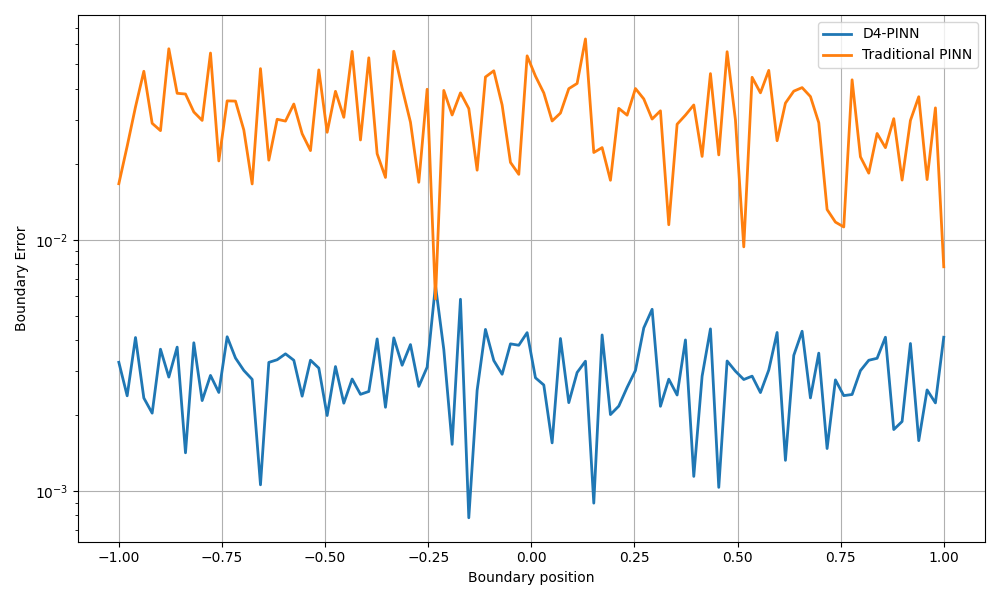 D4-PINN
Traditional PINN
Boundary Error
10⁻²
10⁻³
−1.00 −0.75 −0.50 −0.25 0.00 0.25 0.50 0.75 1.00
Boundary position